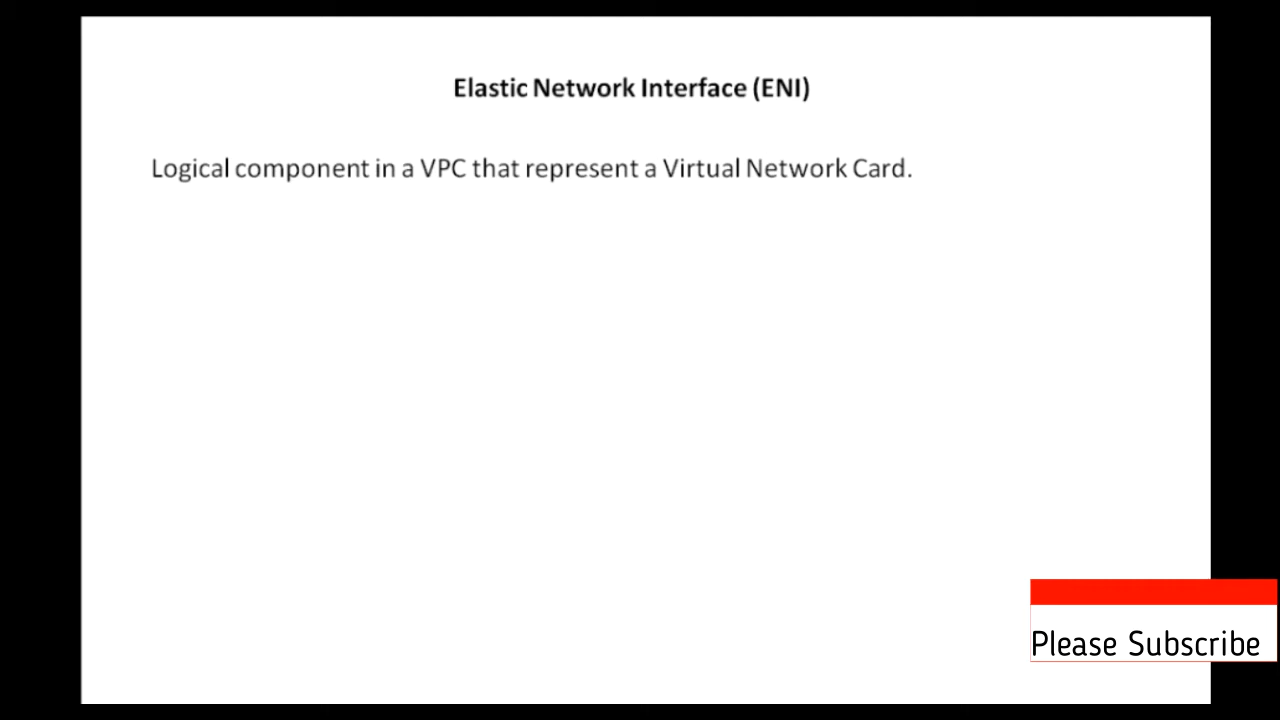 Elastic Network Interface (ENI)
Logical component in a VPC that represent a Virtual Network Card.
Please Subscribe